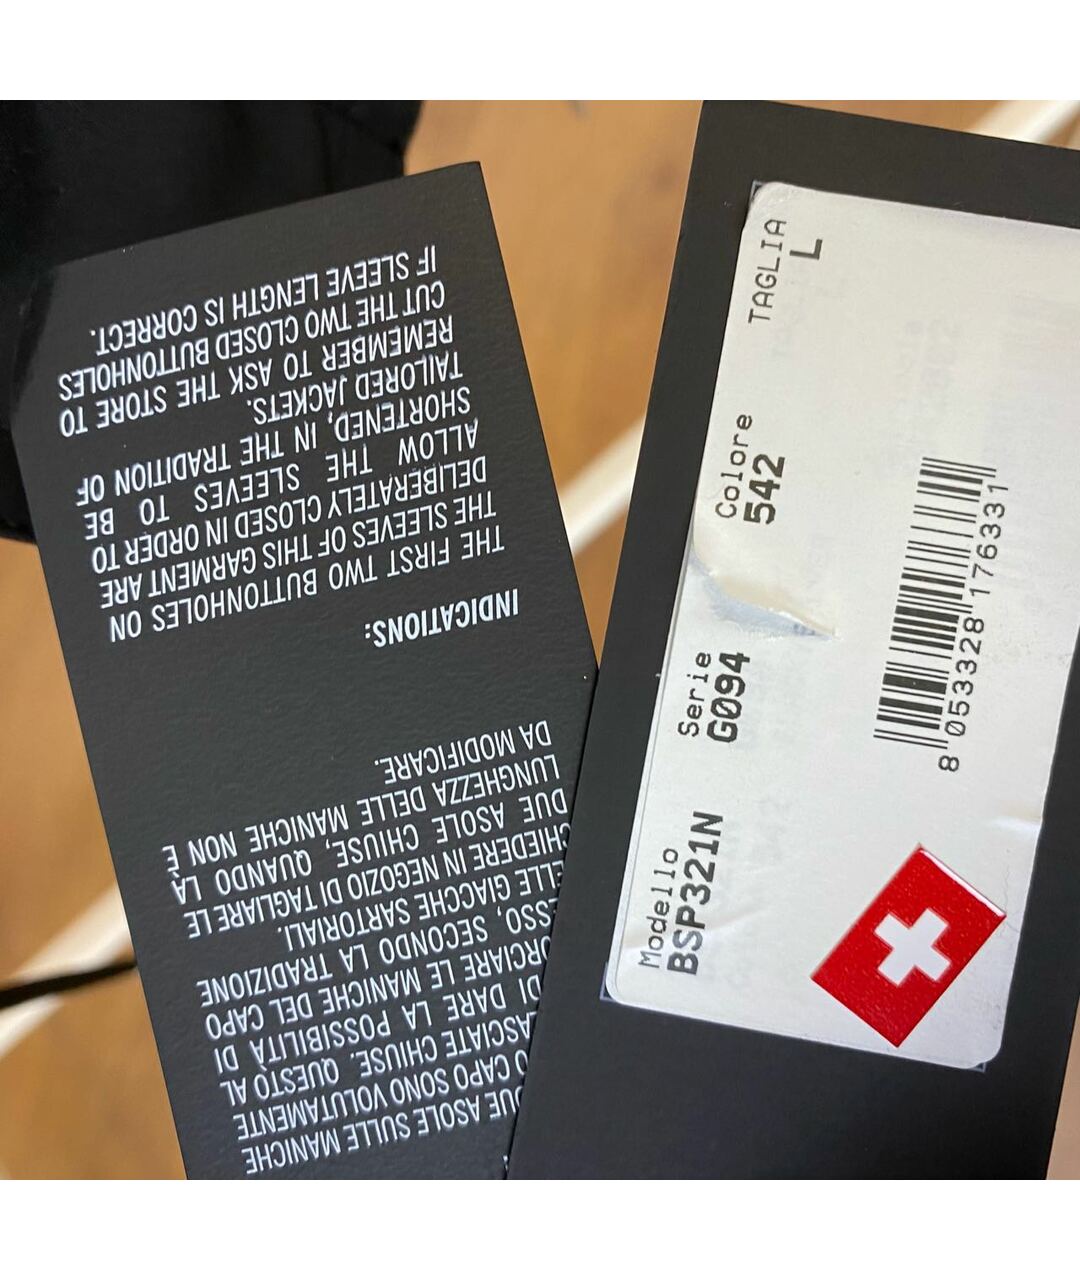 DUE ASOLE SULLE MANICHE
CAPO SONO VOLUTAMENTE
CHIUSE. QUESTO AL
DI DARE LA POSSIBILITÀ DI
LE MANICHE DEL CAPO
SECONDO LA TRADIZIONE
GIACCHE SARTORIALI.
IN NEGOZIO DI TAGLIARE LE
DUE ASOLE CHIUSE, QUANDO LA
LUNGHEZZA DELLE MANICHE NON È
DA MODIFICARE.
INDICATIONS:
THE FIRST TWO BUTTONHOLES ON
THE SLEEVES OF THIS GARMENT ARE
DELIBERATELY CLOSED IN ORDER TO
ALLOW THE SLEEVES TO BE
SHORTENED, IN THE TRADITION OF
TAILORED JACKETS.
REMEMBER TO ASK THE STORE TO
CUT THE TWO CLOSED BUTTONHOLES
IF SLEEVE LENGTH IS CORRECT.
Modello Serie Colore TAGLIA
BSP321N G094 542 L
8 053328 176331